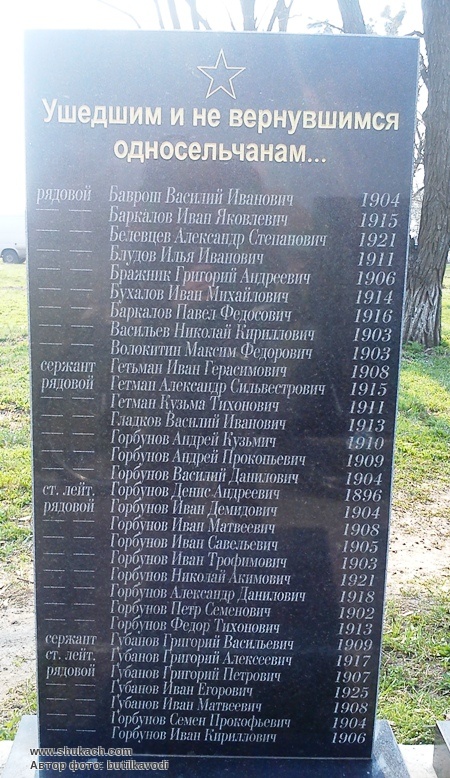 Ушедшим и не вернувшимся
односельчанам...
рядовой Баврош Василий Иванович 1904
— — Баркалов Иван Яковлевич 1915
— — Белевцев Александр Степанович 1921
— — Блудов Илья Иванович 1911
— — Бражник Григорий Андреевич 1906
— — Бухалов Иван Михайлович 1914
— — Баркалов Павел Федосович 1916
— — Васильев Николай Кириллович 1903
— — Волокитин Максим Федорович 1903
сержант Гетьман Иван Герасимович 1908
рядовой Гетман Александр Сильвестрович 1915
— — Гетман Кузьма Тихонович 1911
— — Гладков Василий Иванович 1913
— — Горбунов Андрей Кузьмич 1910
— — Горбунов Андрей Прокопьевич 1909
— — Горбунов Василий Данилович 1904
ст. лейт. Горбунов Денис Андреевич 1896
рядовой Горбунов Иван Демидович 1904
— — Горбунов Иван Матвеевич 1908
— — Горбунов Иван Савельевич 1905
— — Горбунов Иван Трофимович 1903
— — Горбунов Николай Акимович 1921
— — Горбунов Александр Данилович 1918
— — Горбунов Петр Семенович 1902
— — Горбунов Федор Тихонович 1913
сержант Губанов Григорий Васильевич 1909
ст. лейт. Губанов Григорий Алексеевич 1917
рядовой Губанов Григорий Петрович 1907
— — Губанов Иван Егорович 1925
— — Губанов Иван Матвеевич 1908
— — Горбунов Семен Прокофьевич 1904
— — Горбунов Иван Кириллович 1906
www.shukach.com
Автор фото: butilkavodi